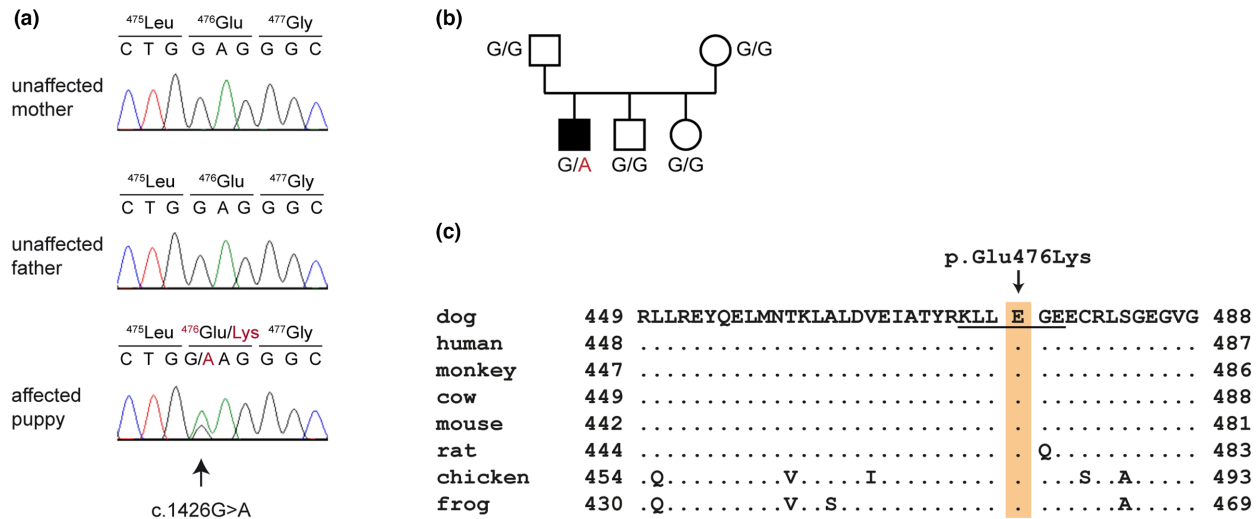 (a)
475Leu 476Glu 477Gly
C T G G A G G G C
unaffected
mother
475Leu 476Glu 477Gly
C T G G A G G G C
unaffected
father
475Leu 476Glu/Lys 477Gly
C T G G/A A G G G C
affected
puppy
c.1426G>A
(b)
G/G G/G
G/A G/G G/G
(c)
p.Glu476Lys
dog 449 RLLREYQELMNTKLALDVEIATYRKLL E GEECRLSGEGVG 488
human 448 ........................... . ............ 487
monkey 447 ........................... . ............ 486
cow 449 ........................... . ............ 488
mouse 442 ........................... . ............ 481
rat 444 ........................... . Q........... 483
chicken 454 .Q.........V.....I......... . ...S..A..... 493
frog 430 .Q.........V..S............ . ......A..... 469